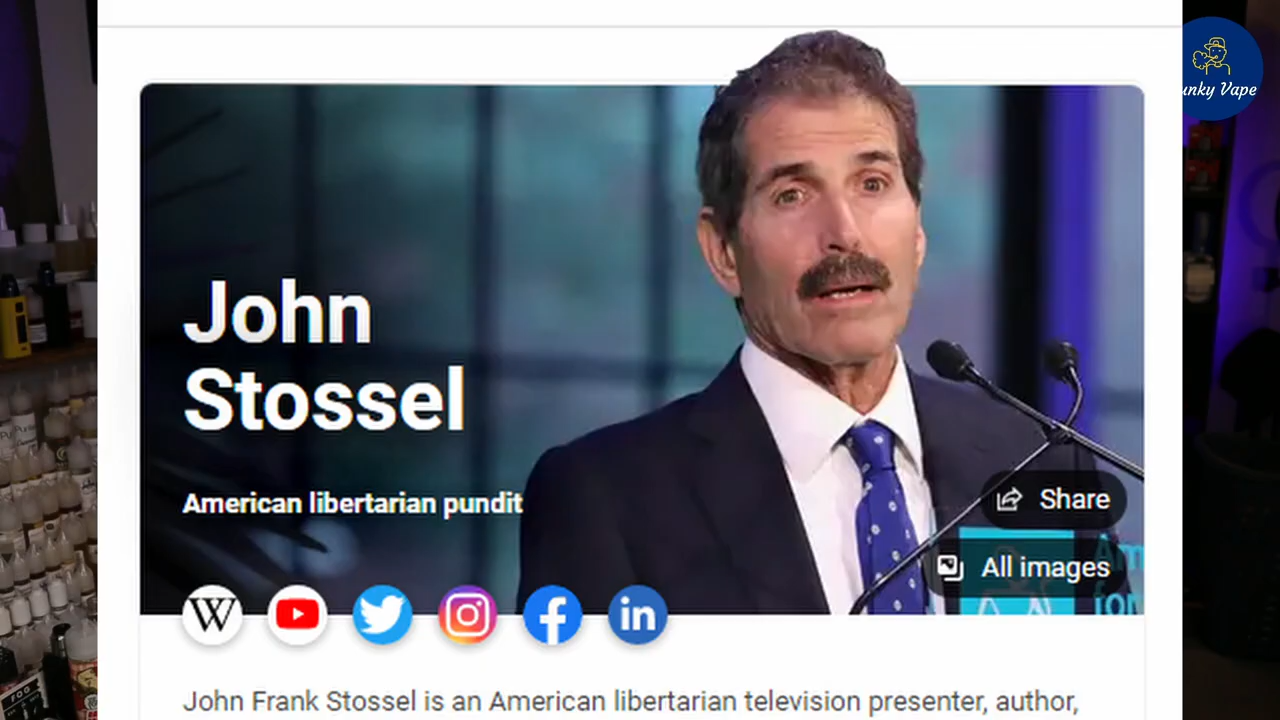 unky Vape
John
Stossel
American libertarian pundit
Share
All images
John Frank Stossel is an American libertarian television presenter, author,